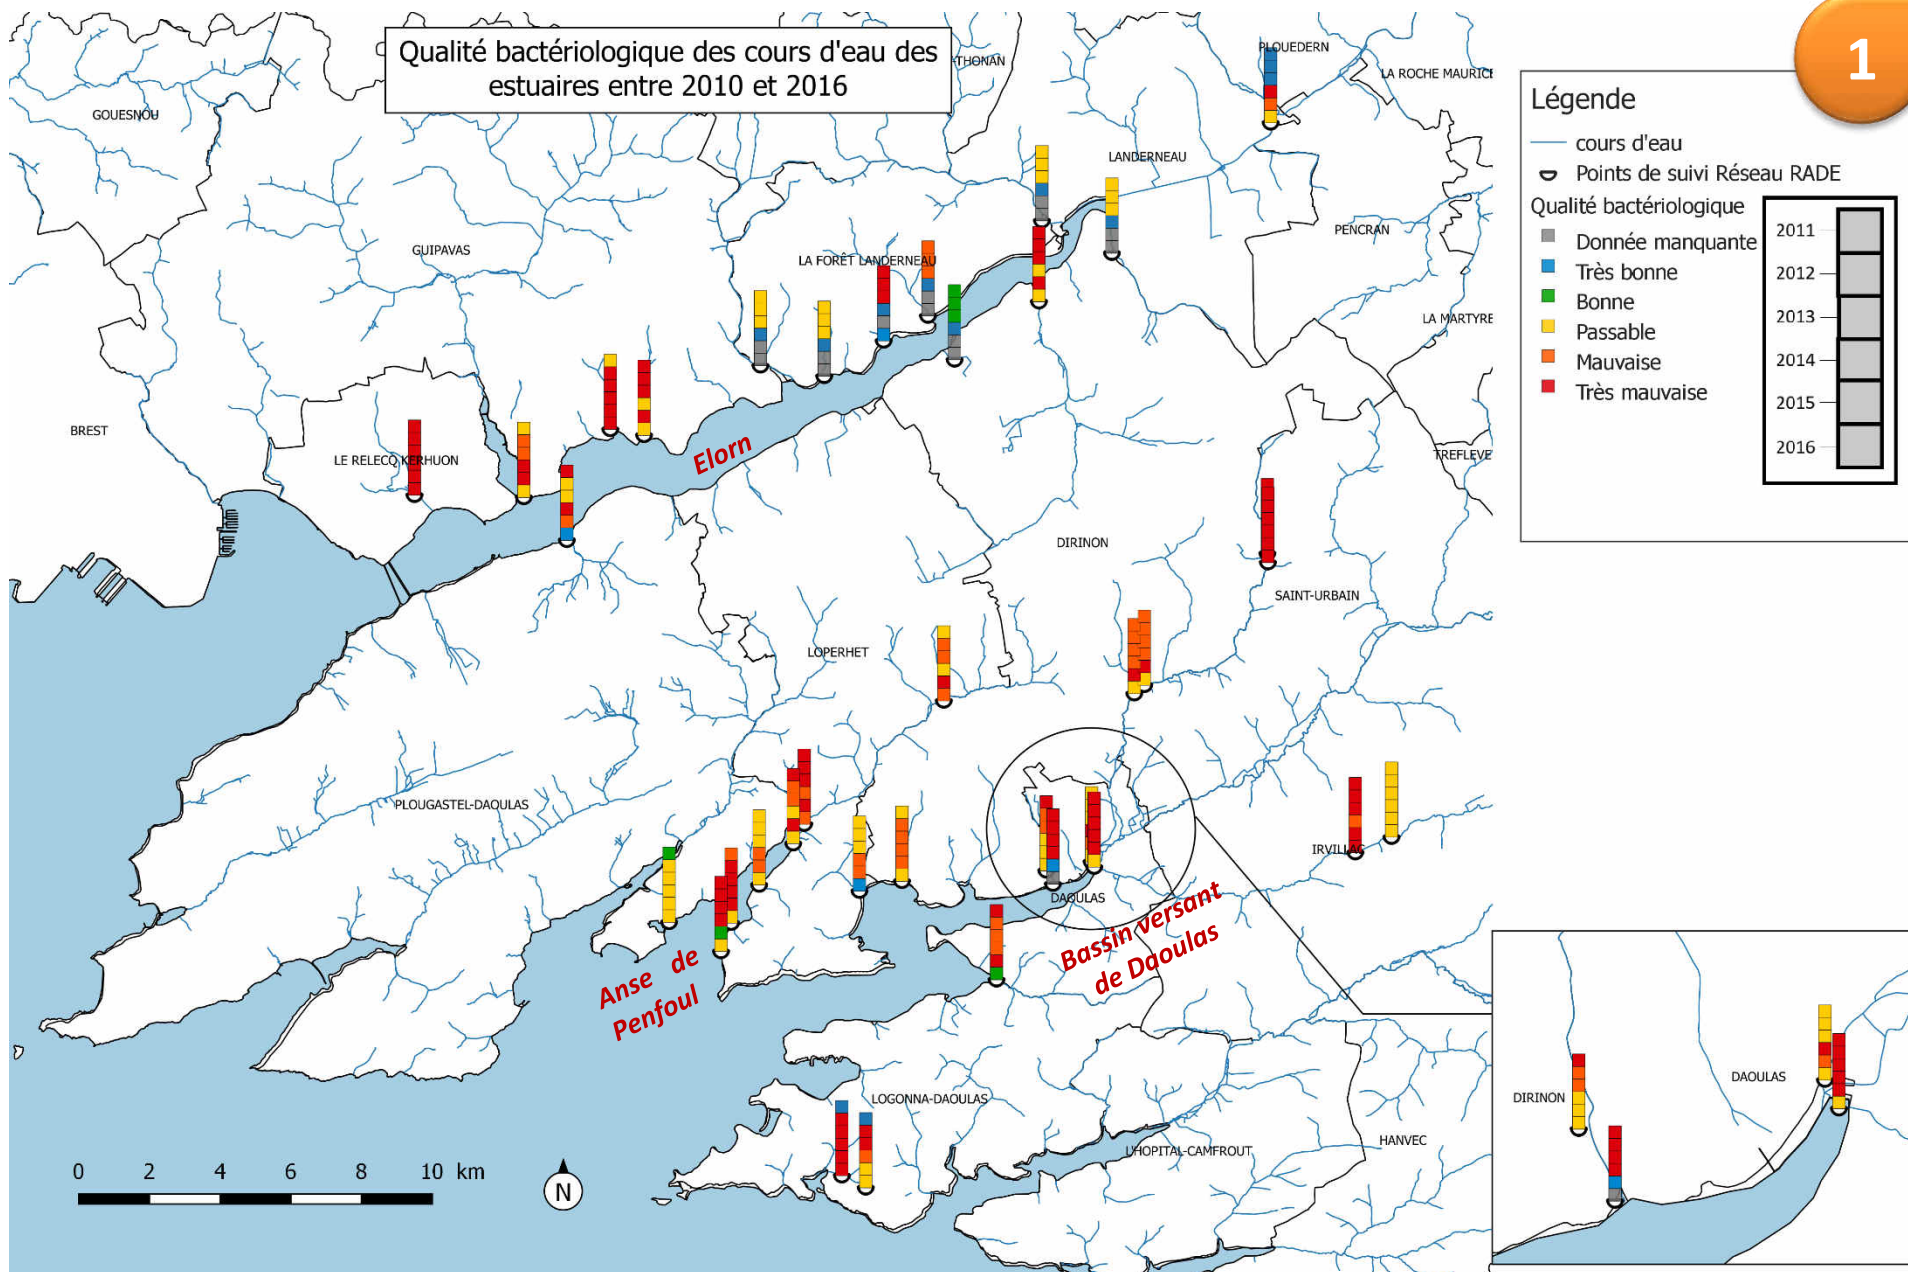 Qualité bactériologique des cours d'eau des
estuaires entre 2010 et 2016
1
-THONAN
PLOUEDERN
LA ROCHE MAURICE
GOUESNOU
LANDERNEAU
GUIPAVAS
LA FORÊT LANDERNEAU
PENCRAN
LA MARTYRE
BREST
LE RELECQ KERHUON
Elorn
TREFLEVE
DIRINON
SAINT-URBAIN
LOPERHET
PLOUGASTEL-DAOULAS
IRVILLAC
DAOULAS
Anse de
Penfoul
Bassin versant
de Daoulas
LOGONNA-DAOULAS
L'HOPITAL-CAMFROUT
HANVEC
0 2 4 6 8 10 km
N
Légende
cours d'eau
Points de suivi Réseau RADE
Qualité bactériologique
Donnée manquante
Très bonne
Bonne
Passable
Mauvaise
Très mauvaise
2011
2012
2013
2014
2015
2016
DIRINON
DAOULAS